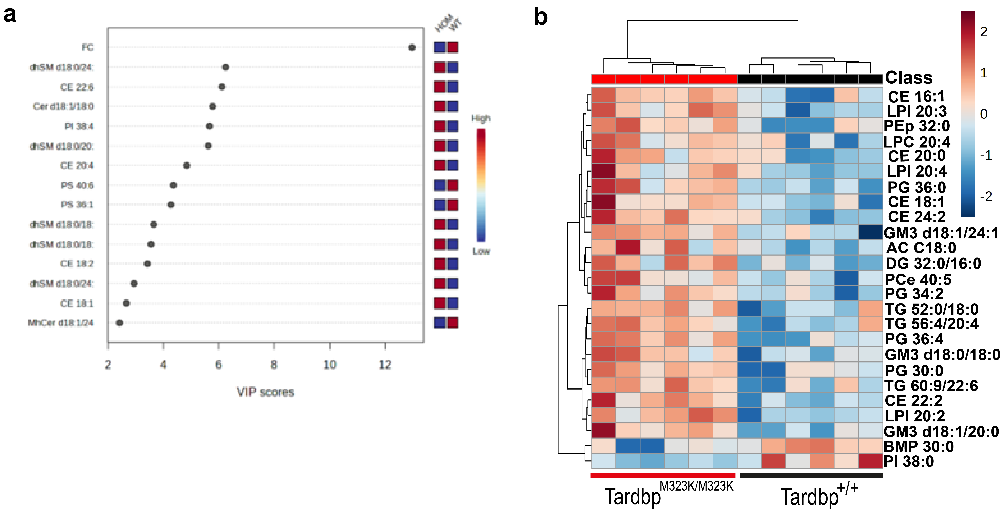 a
HOM WT
FC
dhSM d18:0/24:
CE 22:6
Cer d18:1/18:0
PI 38:4
dhSM d18:0/20:
CE 20:4
PS 40:6
PS 36:1
dhSM d18:0/18:
dhSM d18:0/18:
CE 18:2
dhSM d18:0/24:
CE 18:1
MhCer d18:1/24
High
Low
2 4 6 8 10 12
VIP scores
b
Class
CE 16:1
LPI 20:3
PEp 32:0
LPC 20:4
CE 20:0
LPI 20:4
PG 36:0
CE 18:1
CE 24:2
GM3 d18:1/24:1
AC C18:0
DG 32:0/16:0
PCe 40:5
PG 34:2
TG 52:0/18:0
TG 56:4/20:4
PG 36:4
GM3 d18:0/18:0
PG 30:0
TG 60:9/22:6
CE 22:2
LPI 20:2
GM3 d18:1/20:0
BMP 30:0
PI 38:0
2
1
0
-1
-2
Tardbp M323K/M323K
Tardbp +/+